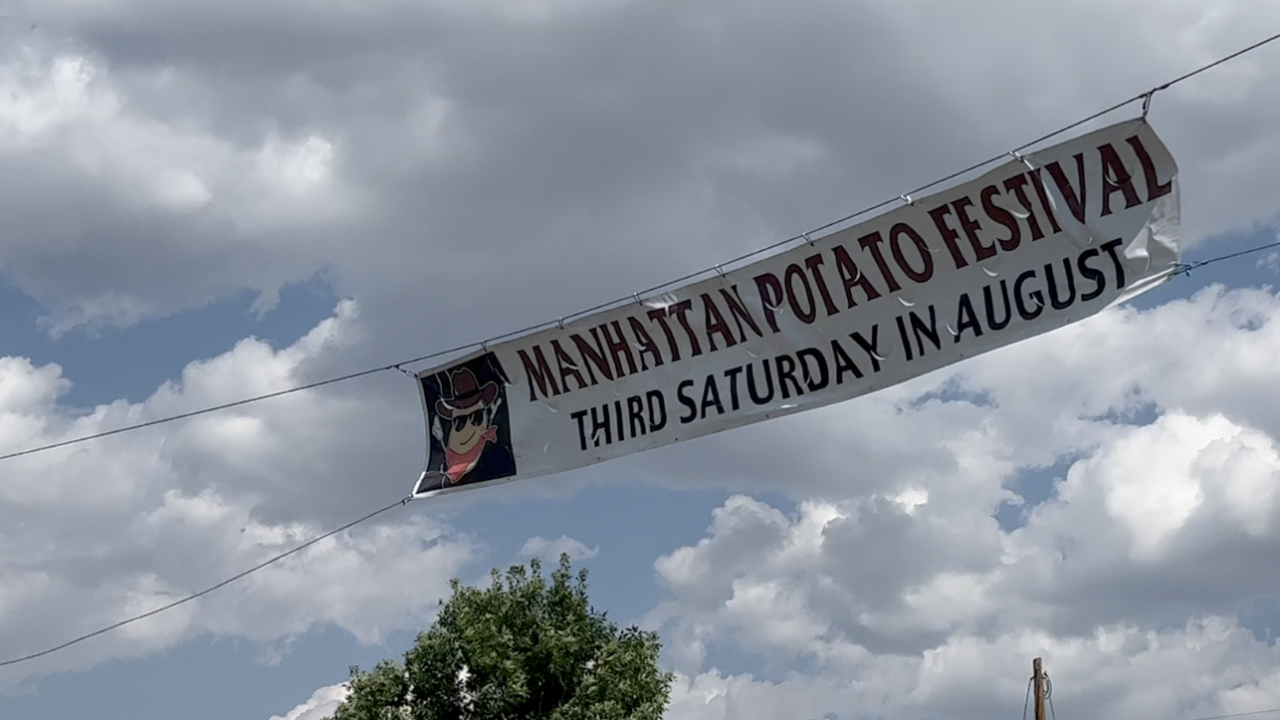 MANHATTAN POTATO FESTIVAL
THIRD SATURDAY IN AUGUST